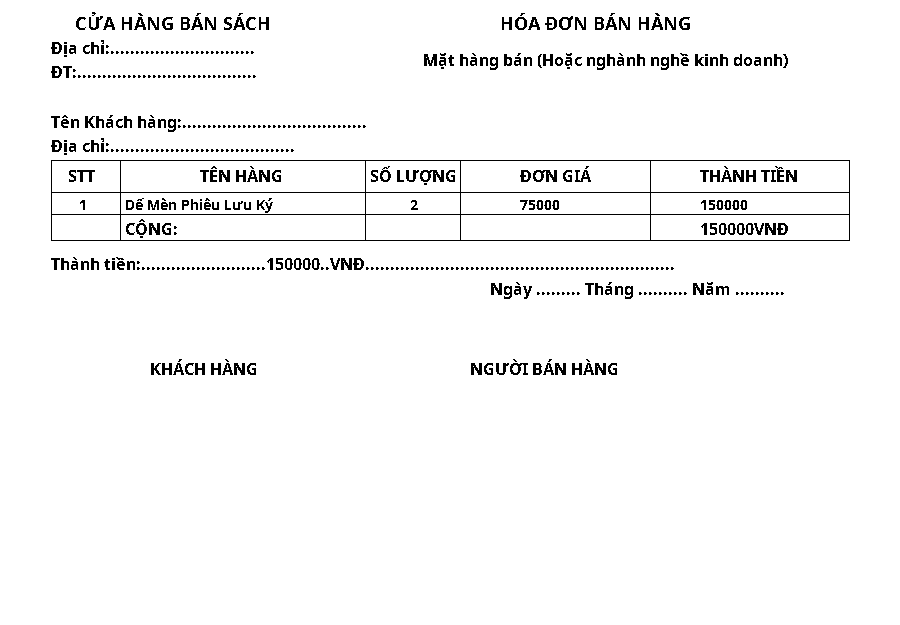 CỬA HÀNG BÁN SÁCH
HÓA ĐƠN BÁN HÀNG
Địa chỉ:.............................
Mặt hàng bán (Hoặc nghành nghề kinh doanh)
ĐT:....................................
Tên Khách hàng:.....................................
Địa chỉ:.....................................
STT TÊN HÀNG SỐ LƯỢNG ĐƠN GIÁ THÀNH TIỀN
1 Dế Mèn Phiêu Lưu Ký 2 75000 150000
CỘNG: 150000VNĐ
Thành tiền:.........................150000..VNĐ..............................................................
Ngày ......... Tháng .......... Năm ..........
KHÁCH HÀNG NGƯỜI BÁN HÀNG